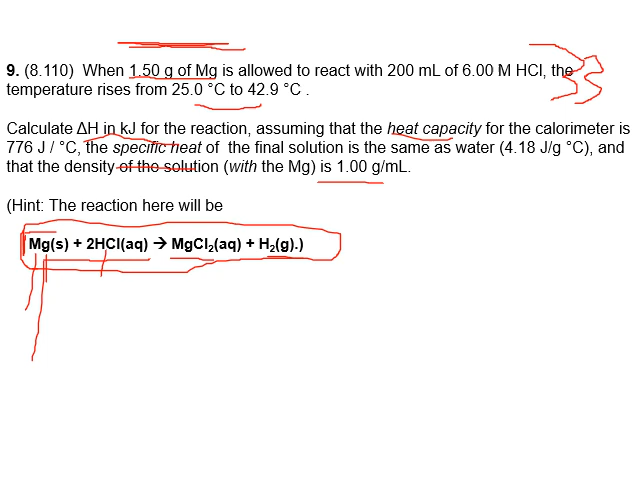 9. (8.110) When 1.50 g of Mg is allowed to react with 200 mL of 6.00 M HCl, the
temperature rises from 25.0 °C to 42.9 °C .
Calculate ΔH in kJ for the reaction, assuming that the heat capacity for the calorimeter is
776 J / °C, the specific heat of the final solution is the same as water (4.18 J/g °C), and
that the density of the solution (with the Mg) is 1.00 g/mL.
(Hint: The reaction here will be
Mg(s) + 2HCl(aq) → MgCl₂(aq) + H₂(g).)